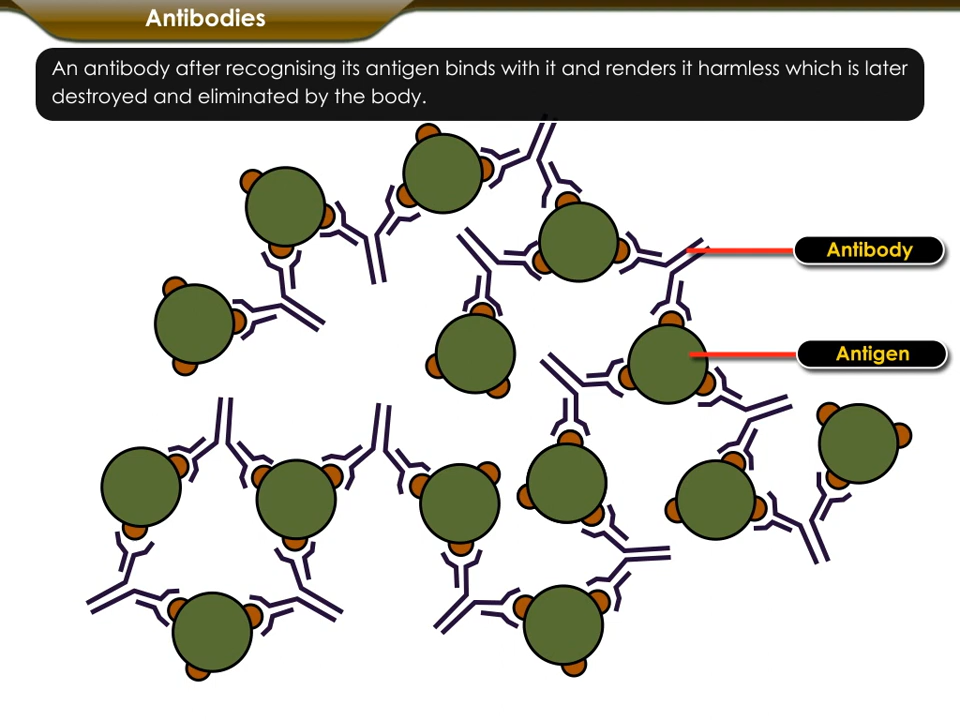 Antibodies
An antibody after recognising its antigen binds with it and renders it harmless which is later
destroyed and eliminated by the body.
Antibody
Antigen